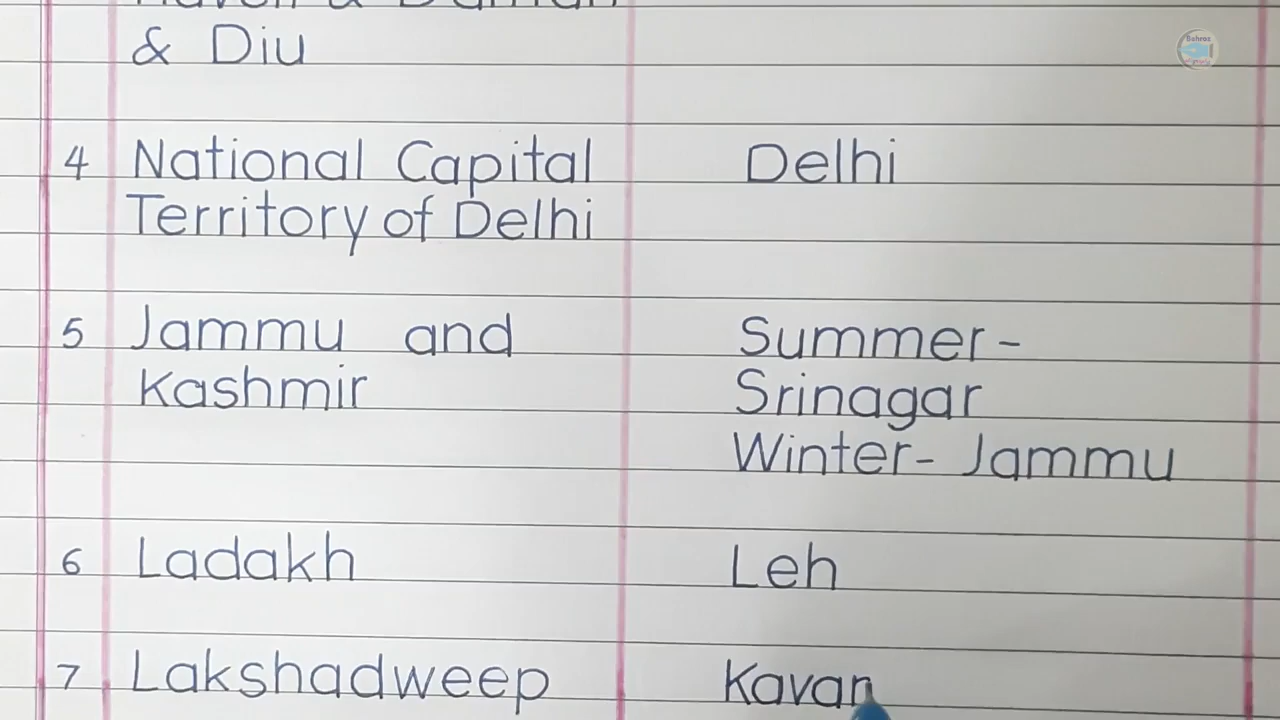 & Diu
4 National Capital Delhi
Territory of Delhi
5 Jammu and Summer -
Kashmir Srinagar
Winter - Jammu
6 Ladakh Leh
7 Lakshadweep Kavar